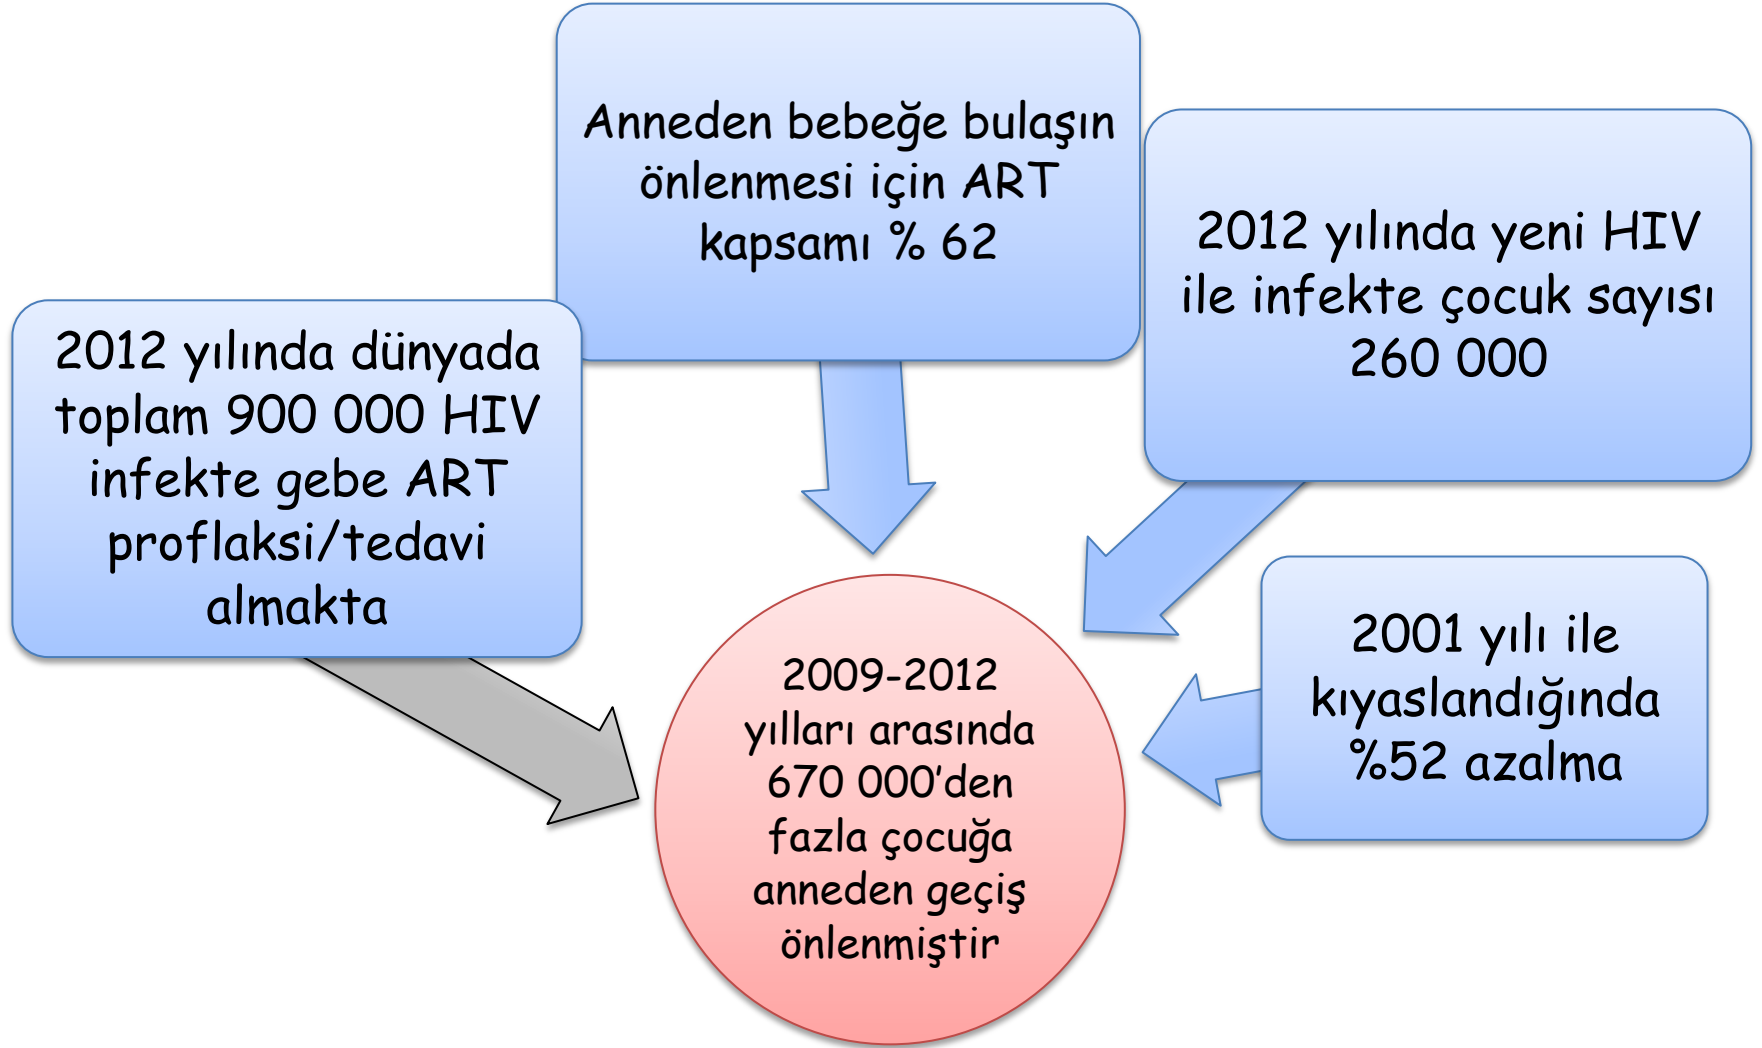 2012 yılında dünyada
toplam 900 000 HIV
infekte gebe ART
proflaksi/tedavi
almakta
Anneden bebeğe bulaşın
önlenmesi için ART
kapsamı % 62
2012 yılında yeni HIV
ile infekte çocuk sayısı
260 000
2001 yılı ile
kıyaslandığında
%52 azalma
2009-2012
yılları arasında
670 000’den
fazla çocuğa
anneden geçiş
önlenmiştir